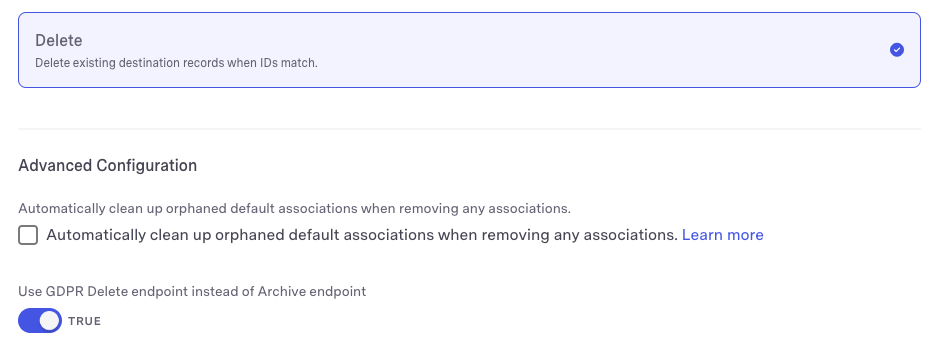 Delete
Delete existing destination records when IDs match.
Advanced Configuration
Automatically clean up orphaned default associations when removing any associations.
Automatically clean up orphaned default associations when removing any associations. Learn more
Use GDPR Delete endpoint instead of Archive endpoint
TRUE